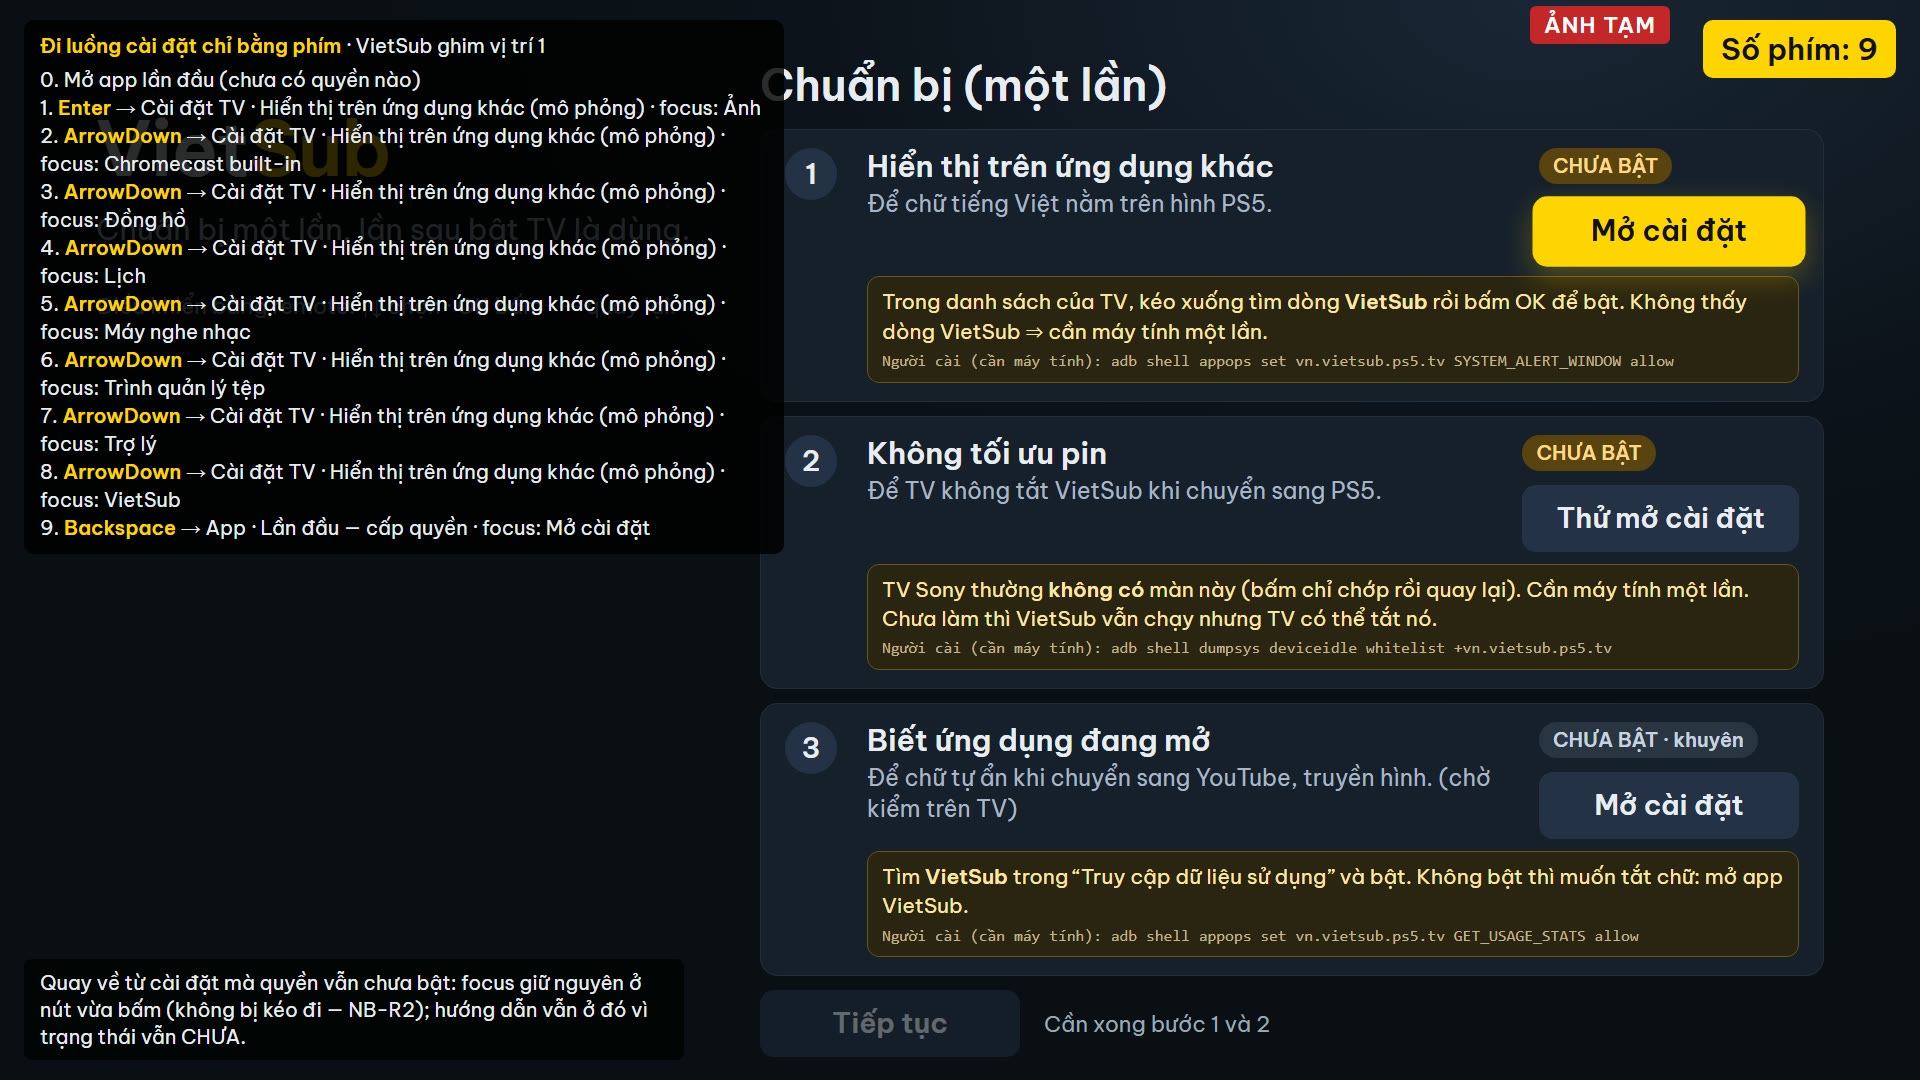 Đi luồng cài đặt chỉ bằng phím · VietSub ghim vị trí 1
0. Mở app lần đầu (chưa có quyền nào)
1. Enter → Cài đặt TV · Hiển thị trên ứng dụng khác (mô phỏng) · focus: Ảnh
2. ArrowDown → Cài đặt TV · Hiển thị trên ứng dụng khác (mô phỏng) ·
focus: Chromecast built-in
3. ArrowDown → Cài đặt TV · Hiển thị trên ứng dụng khác (mô phỏng) ·
focus: Đồng hồ
4. ArrowDown → Cài đặt TV · Hiển thị trên ứng dụng khác (mô phỏng) ·
focus: Lịch
5. ArrowDown → Cài đặt TV · Hiển thị trên ứng dụng khác (mô phỏng) ·
focus: Máy nghe nhạc
6. ArrowDown → Cài đặt TV · Hiển thị trên ứng dụng khác (mô phỏng) ·
focus: Trình quản lý tệp
7. ArrowDown → Cài đặt TV · Hiển thị trên ứng dụng khác (mô phỏng) ·
focus: Trợ lý
8. ArrowDown → Cài đặt TV · Hiển thị trên ứng dụng khác (mô phỏng) ·
focus: VietSub
9. Backspace → App · Lần đầu — cấp quyền · focus: Mở cài đặt
VietSub
Chuẩn bị một lần, lần sau bật TV là dùng.
Quay về từ cài đặt mà quyền vẫn chưa bật: focus giữ nguyên ở
nút vừa bấm (không bị kéo đi — NB-R2); hướng dẫn vẫn ở đó vì
trạng thái vẫn CHƯA.
ẢNH TẠM
Số phím: 9
Chuẩn bị (một lần)
1
Hiển thị trên ứng dụng khác
Để chữ tiếng Việt nằm trên hình PS5.
CHƯA BẬT
Mở cài đặt
Trong danh sách của TV, kéo xuống tìm dòng VietSub rồi bấm OK để bật. Không thấy
dòng VietSub ⇒ cần máy tính một lần.
Người cài (cần máy tính): adb shell appops set vn.vietsub.ps5.tv SYSTEM_ALERT_WINDOW allow
2
Không tối ưu pin
Để TV không tắt VietSub khi chuyển sang PS5.
CHƯA BẬT
Thử mở cài đặt
TV Sony thường không có màn này (bấm chỉ chớp rồi quay lại). Cần máy tính một lần.
Chưa làm thì VietSub vẫn chạy nhưng TV có thể tắt nó.
Người cài (cần máy tính): adb shell dumpsys deviceidle whitelist +vn.vietsub.ps5.tv
3
Biết ứng dụng đang mở
Để chữ tự ẩn khi chuyển sang YouTube, truyền hình. (chờ
kiểm trên TV)
CHƯA BẬT · khuyên
Mở cài đặt
Tìm VietSub trong “Truy cập dữ liệu sử dụng” và bật. Không bật thì muốn tắt chữ: mở app
VietSub.
Người cài (cần máy tính): adb shell appops set vn.vietsub.ps5.tv GET_USAGE_STATS allow
Tiếp tục
Cần xong bước 1 và 2